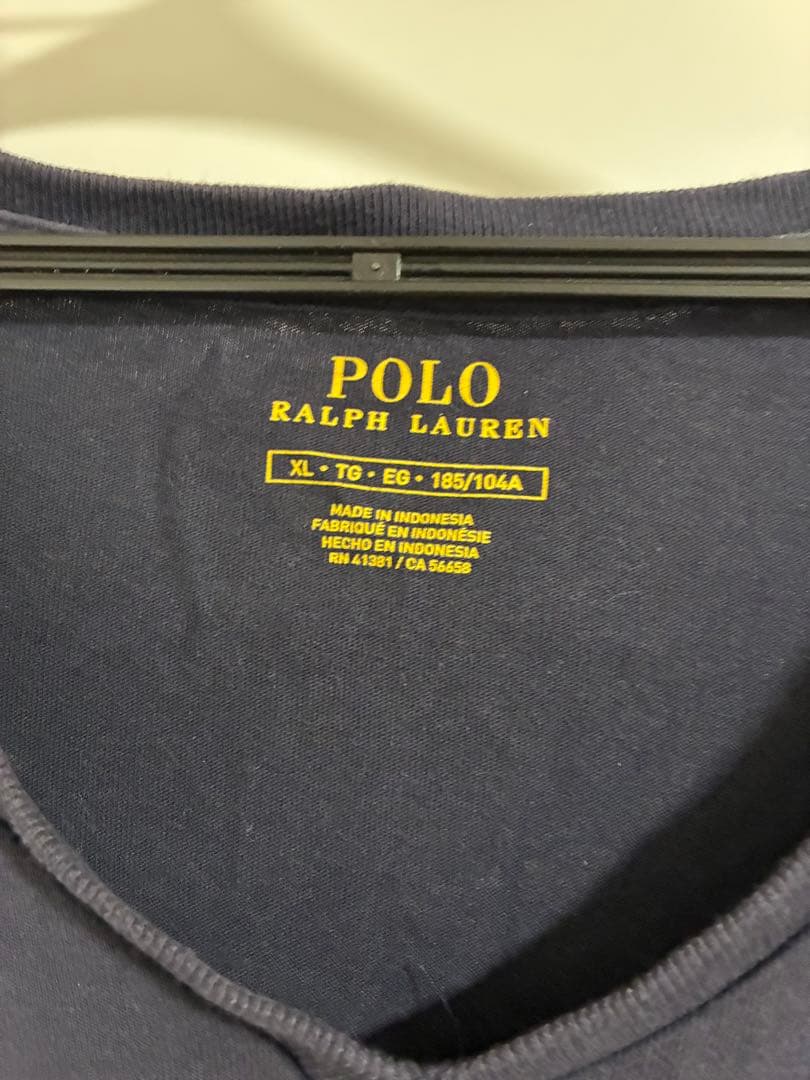 POLO
RALPH LAUREN
XL • TG • EG • 185/104A
MADE IN INDONESIA
FABRIQUÉ EN INDONÉSIE
HECHO EN INDONESIA
RN 41381 / CA 56658